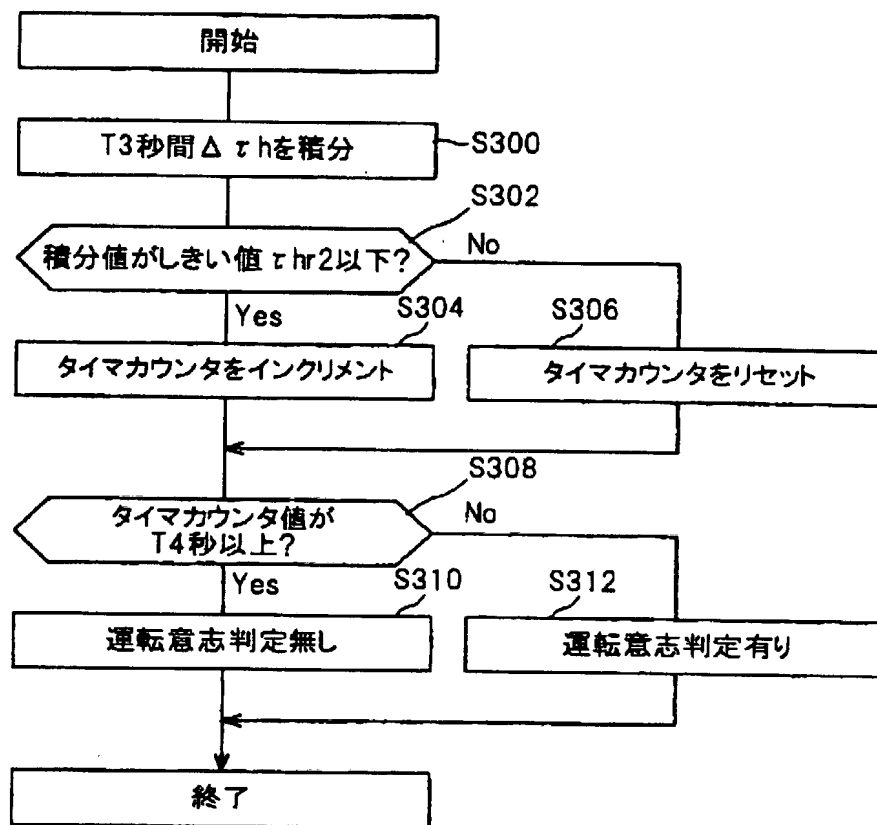 開始
T3秒間Δτhを積分
S300
S302
積分値がしきい値τhr2以下?
No
Yes
S304
S306
タイマカウンタをインクリメント
タイマカウンタをリセット
S308
タイマカウンタ値が
T4秒以上?
No
Yes
S310
S312
運転意志判定無し
運転意志判定有り
終了